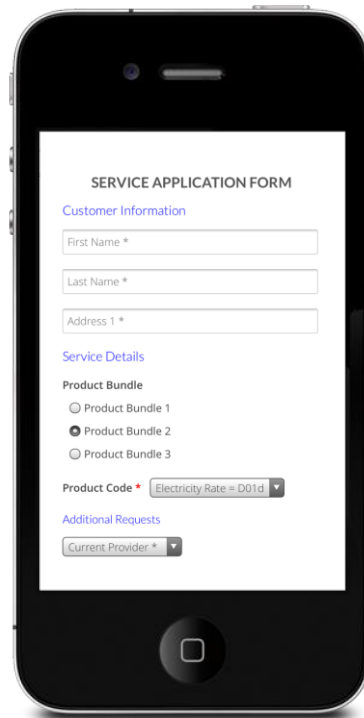 SERVICE APPLICATION FORM
Customer Information
First Name *
Last Name *
Address 1 *
Service Details
Product Bundle
Product Bundle 1
Product Bundle 2
Product Bundle 3
Product Code * Electricity Rate = D01d
Additional Requests
Current Provider *